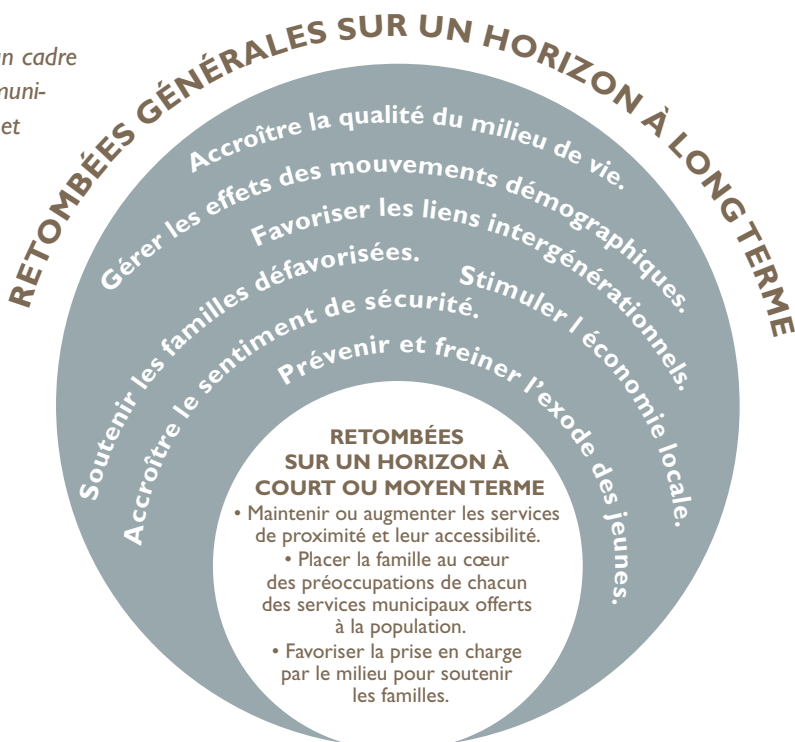 n cadre
muni-
et
RETOMBÉES GÉNÉRALES SUR UN HORIZON À LONG TERME
Accroître la qualité du milieu de vie.
Gérer les effets des mouvements démographiques.
Favoriser les liens intergénérationnels.
Soutenir les familles défavorisées.
Stimuler l économie locale.
Accroître le sentiment de sécurité.
Prévenir et freiner l'exode des jeunes.
RETOMBÉES
SUR UN HORIZON À
COURT OU MOYEN TERME
• Maintenir ou augmenter les services
de proximité et leur accessibilité.
• Placer la famille au cœur
des préoccupations de chacun
des services municipaux offerts
à la population.
• Favoriser la prise en charge
par le milieu pour soutenir
les familles.